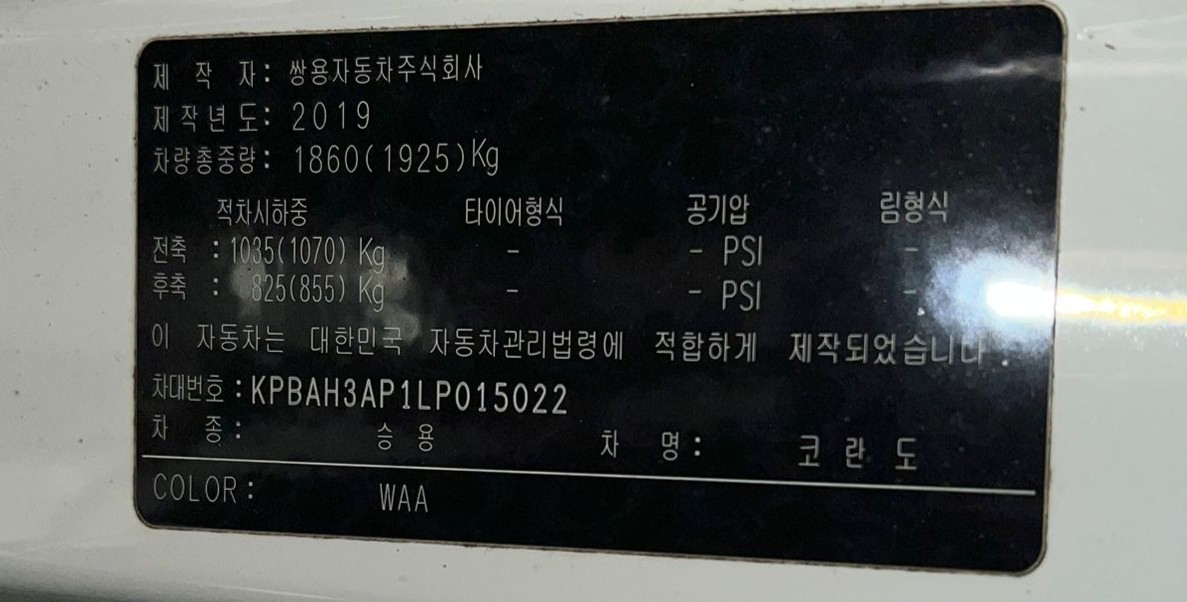 제 작 자: 쌍용자동차주식회사
제작년도: 2019
차량총중량: 1860(1925)Kg
적차시하중 타이어형식 공기압 림형식
전축 : 1035(1070) Kg - - PSI -
후축 : 825(855) Kg - - PSI -
이 자동차는 대한민국 자동차관리법령에 적합하게 제작되었습니다.
차대번호:KPBAH3AP1LP015022
차 종: 승용 차 명: 코란도
COLOR: WAA